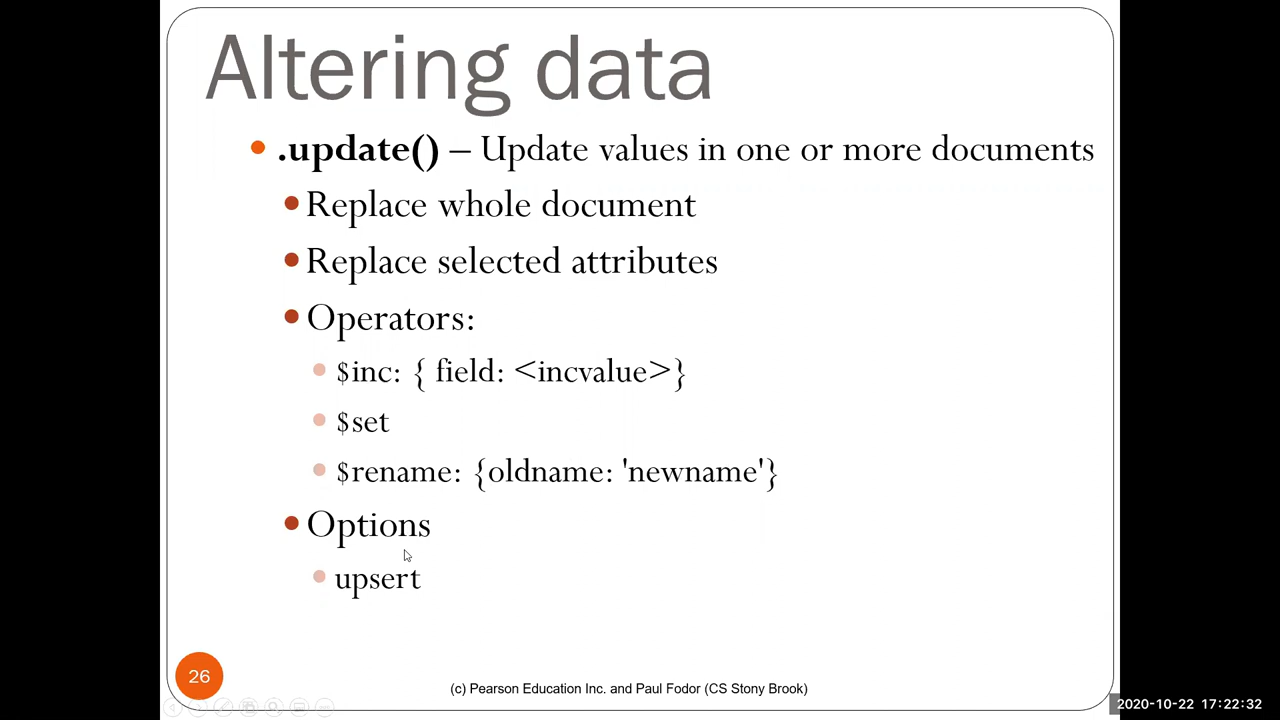 Altering data
.update() – Update values in one or more documents
Replace whole document
Replace selected attributes
Operators:
$inc: { field: <incvalue>}
$set
$rename: {oldname: 'newname'}
Options
upsert
26
(c) Pearson Education Inc. and Paul Fodor (CS Stony Brook)
2020-10-22 17:22:32